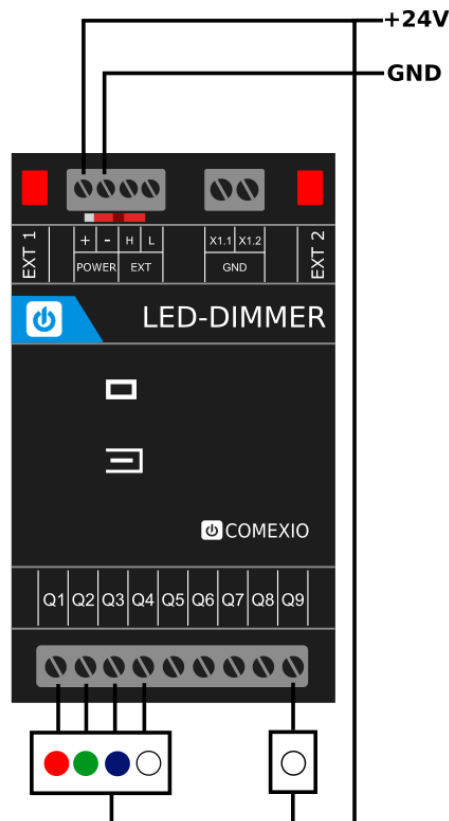 +24V
GND
+ - H L X1.1 X1.2
EXT 1 POWER EXT GND EXT 2
LED-DIMMER
COMEXIO
Q1 Q2 Q3 Q4 Q5 Q6 Q7 Q8 Q9